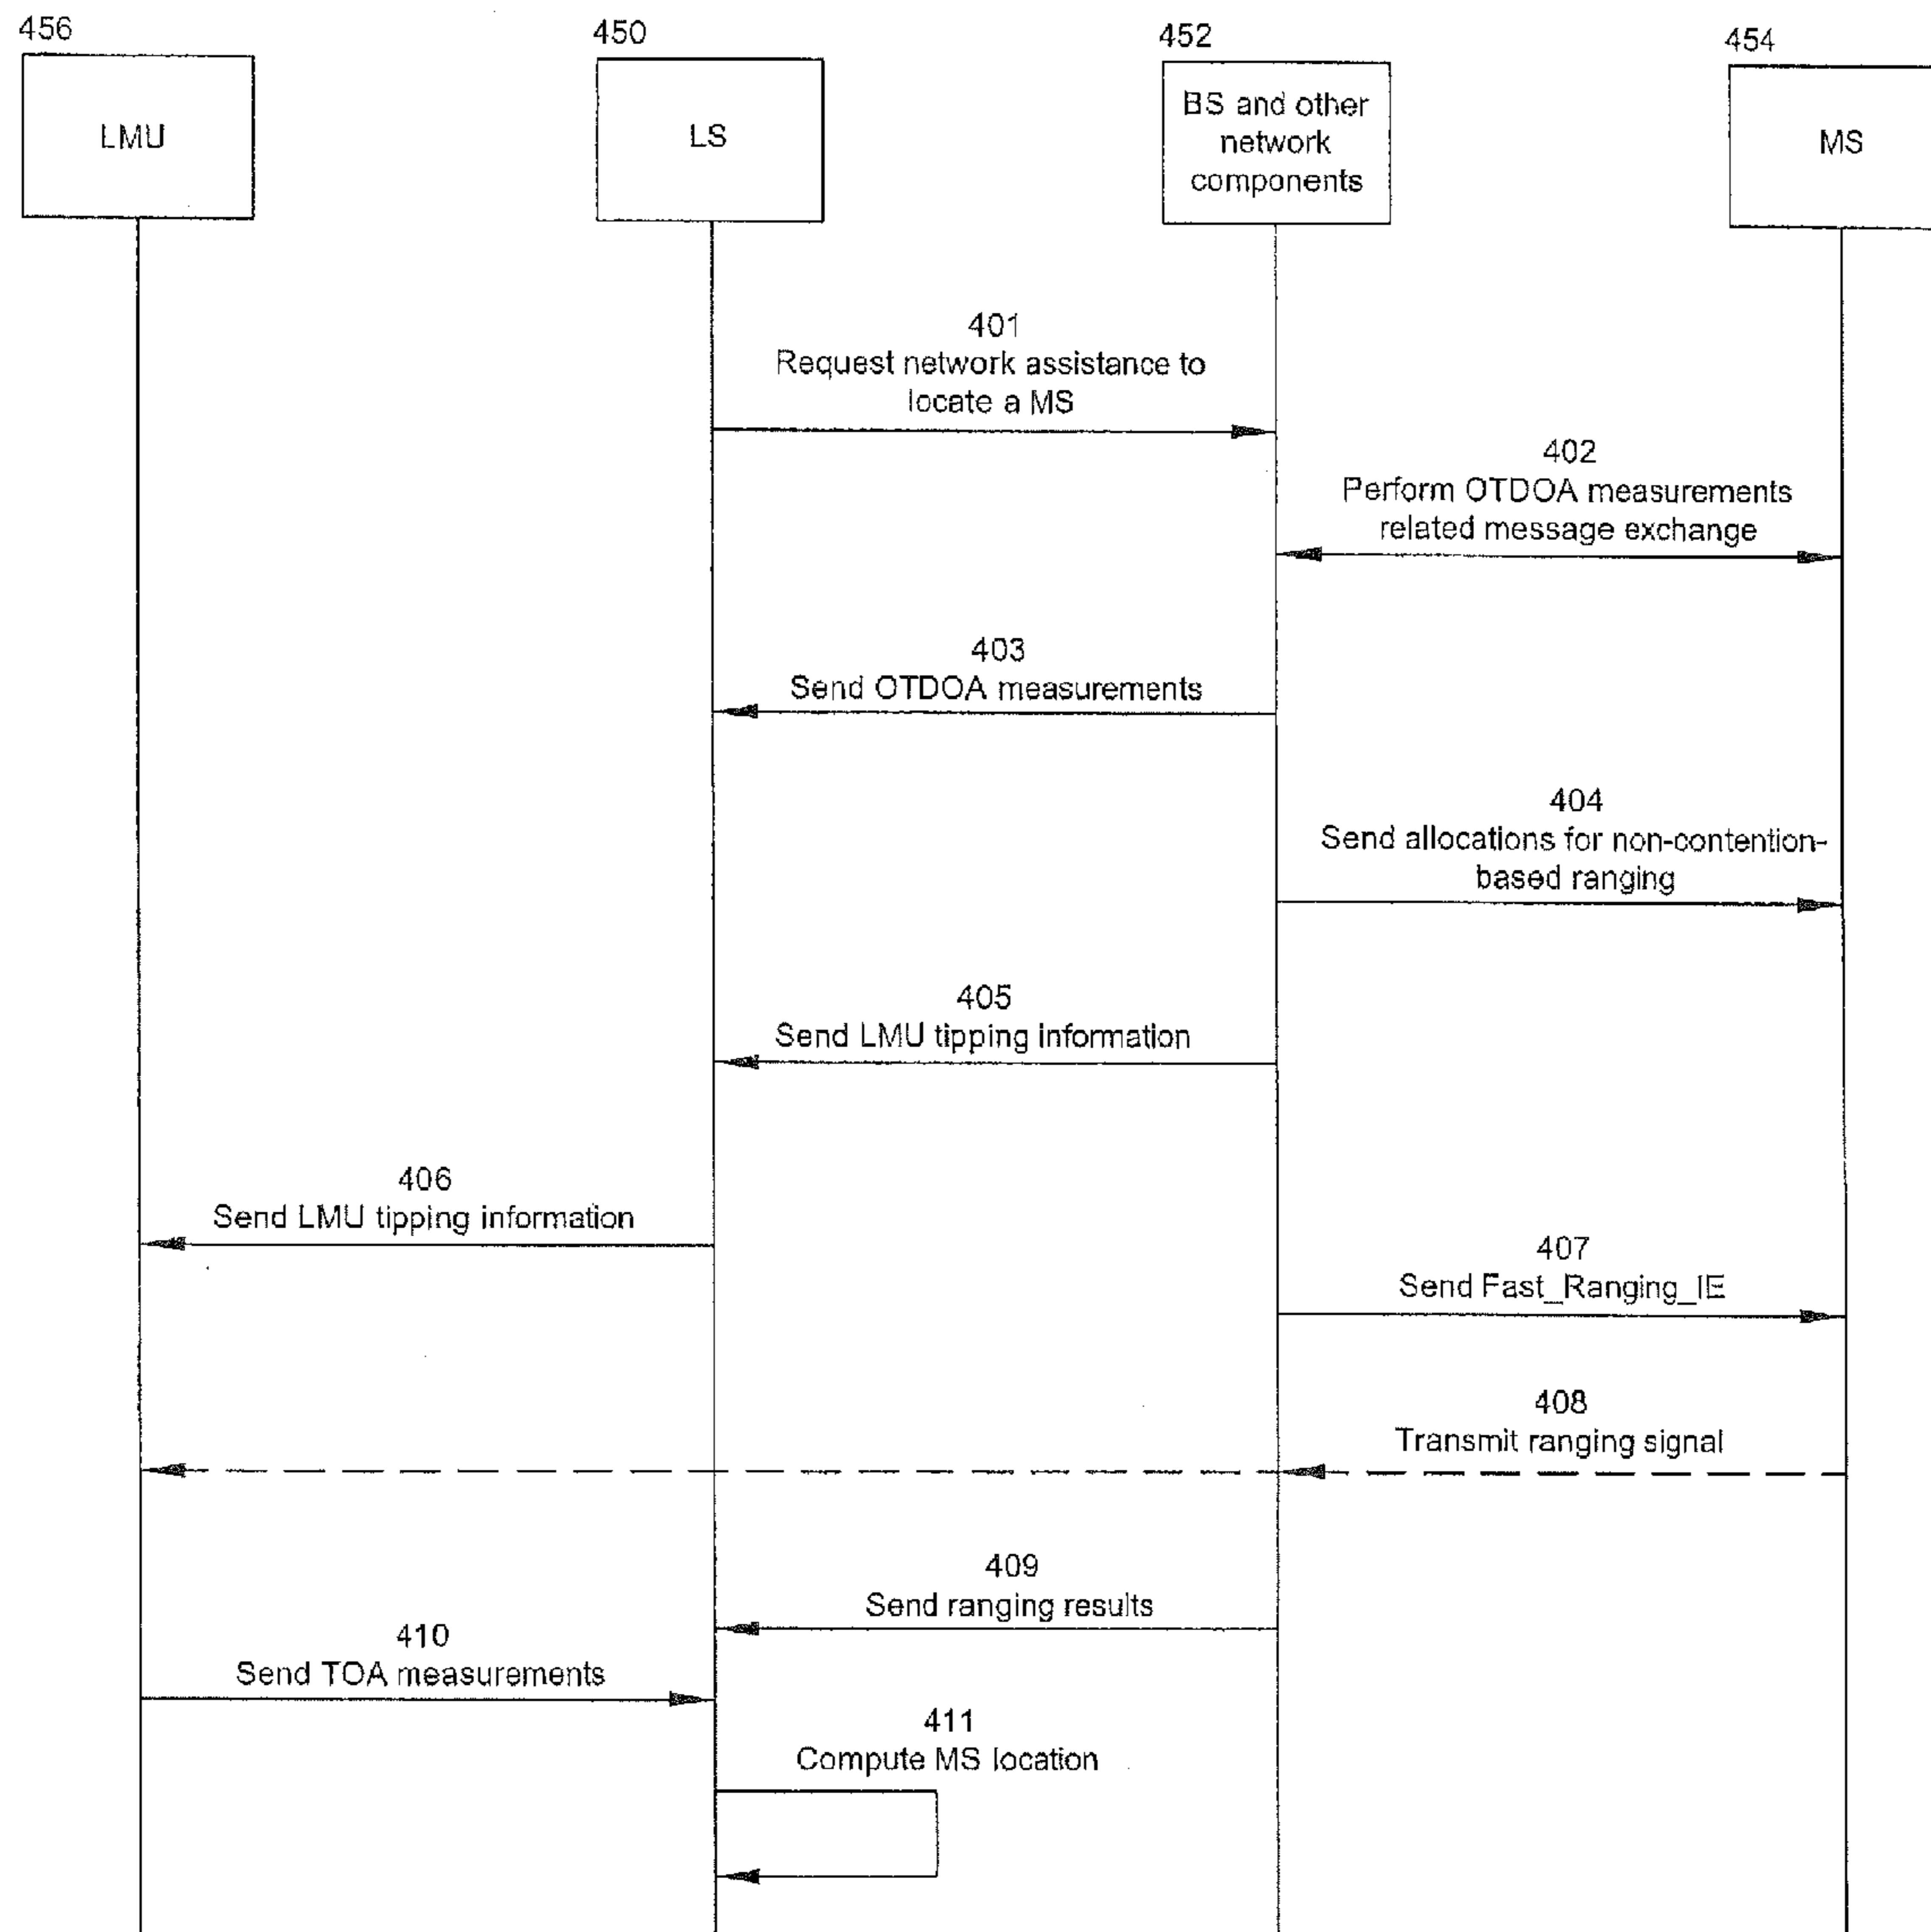 456
450
452
454
LMU
LS
BS and other
network
components
MS
401
Request network assistance to
locate a MS
402
Perform OTDOA measurements
related message exchange
403
Send OTDOA measurements
404
Send allocations for non-contention-
based ranging
405
Send LMU tipping information
406
Send LMU tipping information
407
Send Fast_Ranging_IE
408
Transmit ranging signal
409
Send ranging results
410
Send TOA measurements
411
Compute MS location